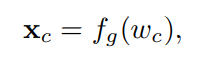 𝐱_c = f_g(w_c),